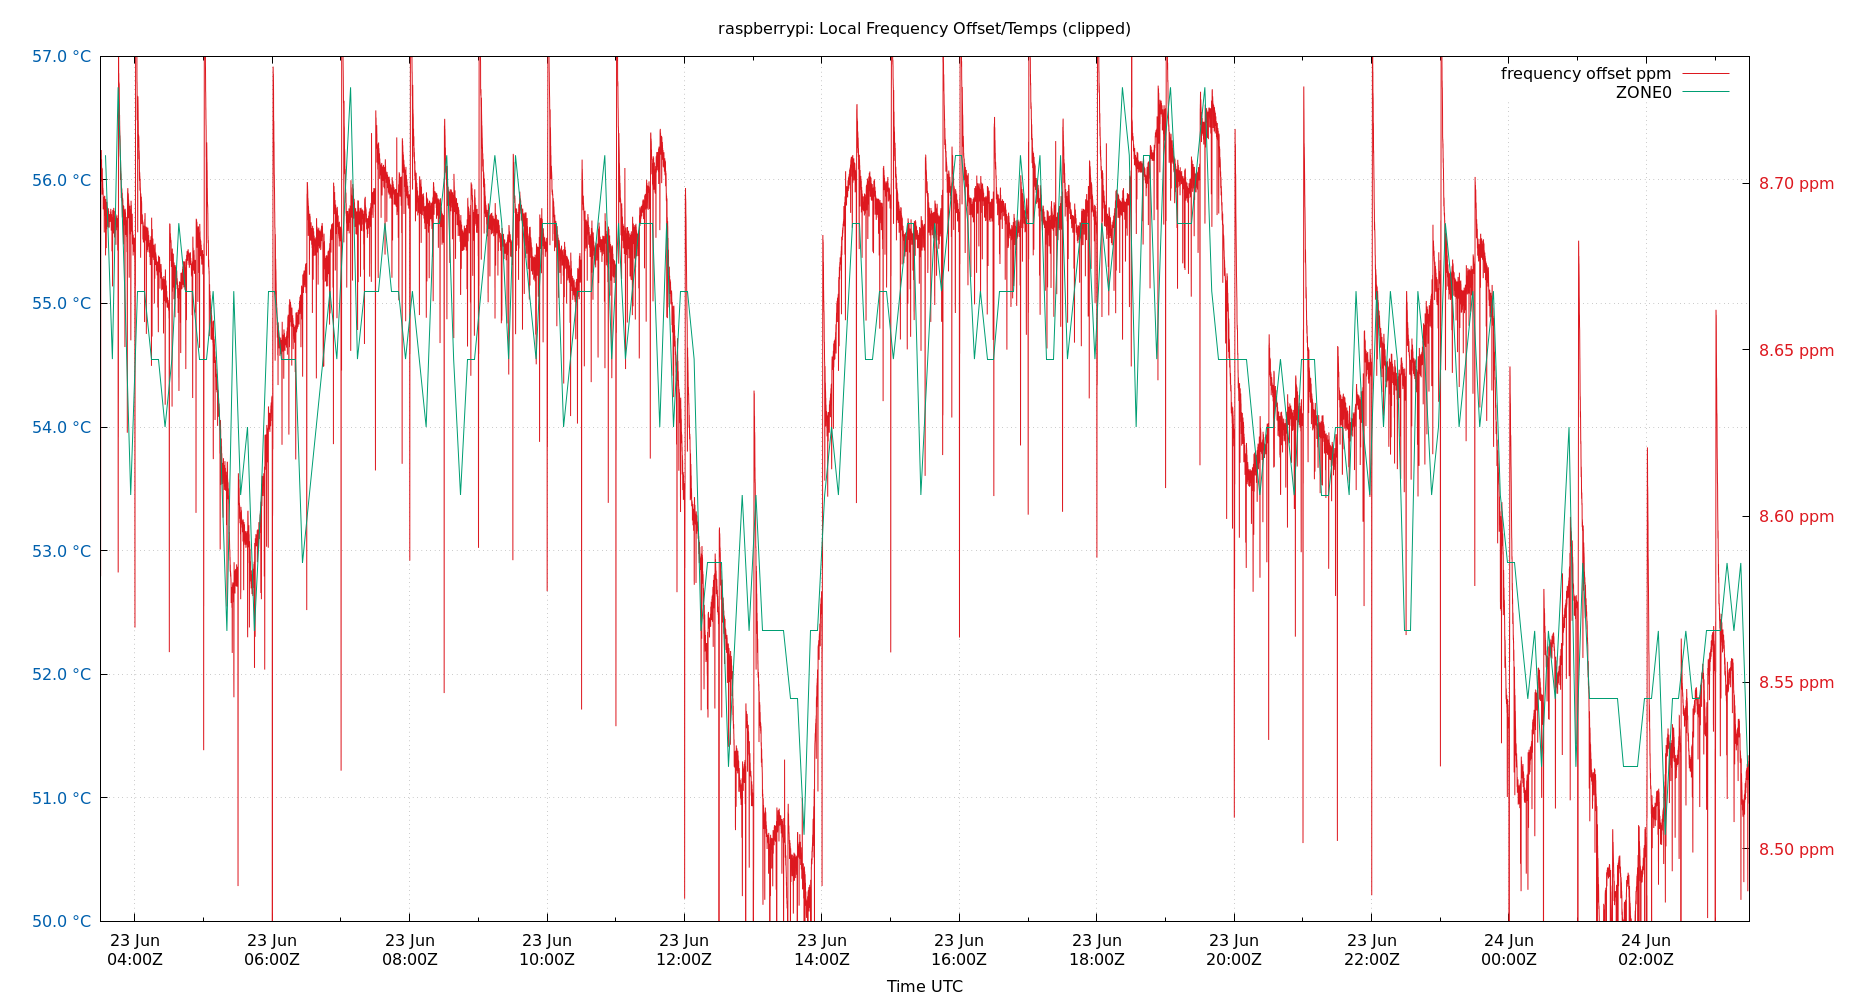 raspberrypi: Local Frequency Offset/Temps (clipped)
frequency offset ppm
ZONE0
57.0 °C
56.0 °C
55.0 °C
54.0 °C
53.0 °C
52.0 °C
51.0 °C
50.0 °C
8.70 ppm
8.65 ppm
8.60 ppm
8.55 ppm
8.50 ppm
23 Jun 23 Jun 23 Jun 23 Jun 23 Jun 23 Jun 23 Jun 23 Jun 23 Jun 23 Jun 24 Jun 24 Jun
04:00Z 06:00Z 08:00Z 10:00Z 12:00Z 14:00Z 16:00Z 18:00Z 20:00Z 22:00Z 00:00Z 02:00Z
Time UTC